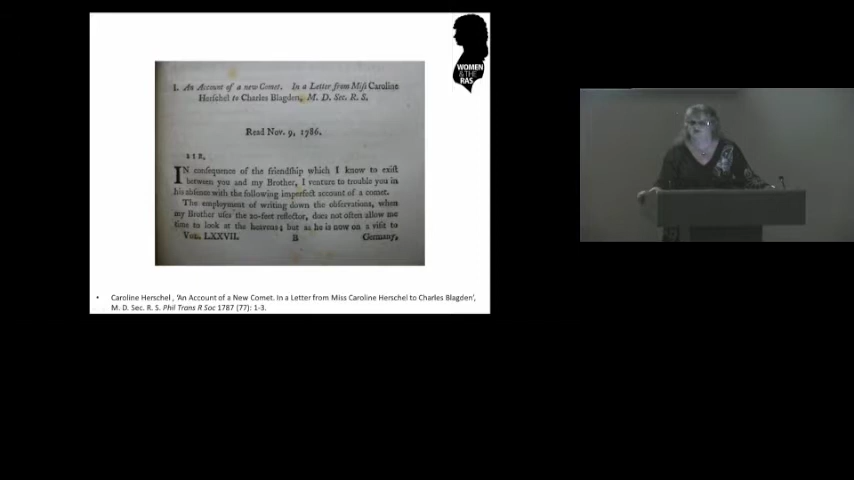 WOMEN
& THE
RAS
I. An Account of a new Comet. In a Letter from Miſſ Caroline
Herſchel to Charles Blagden, M. D. Sec. R. S.
Read Nov. 9, 1786.
IN conſequence of the friendſhip which I know to exiſt
between you and my Brother, I venture to trouble you in
his abſence with the following imperfect account of a comet.
The employment of writing down the obſervations, when
my Brother uſes the 20-feet reflector, does not often allow me
time to look at the heavens; but as he is now on a viſit to
Vol. LXXVII. B Germany,
• Caroline Herschel , ‘An Account of a New Comet. In a Letter from Miss Caroline Herschel to Charles Blagden’,
M. D. Sec. R. S. Phil Trans R Soc 1787 (77): 1-3.